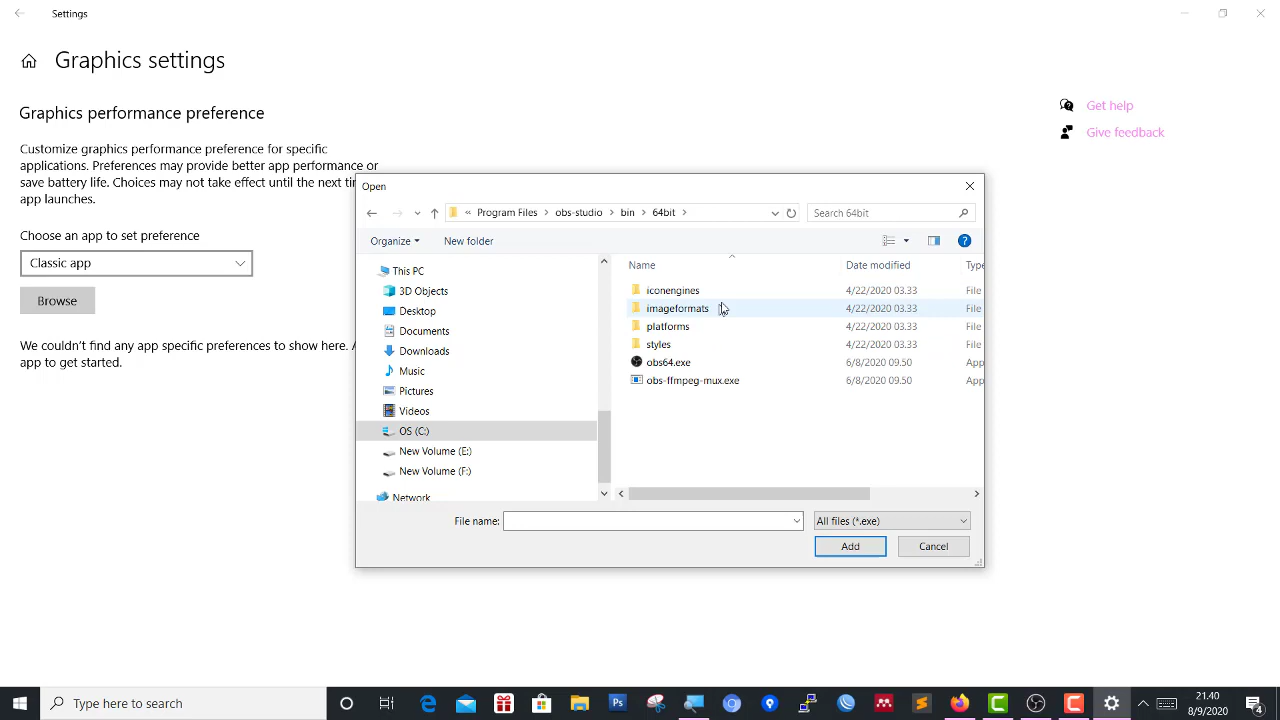 Settings
Graphics settings
Graphics performance preference
Customize graphics performance preference for specific
applications. Preferences may provide better app performance or
save battery life. Choices may not take effect until the next ti
app launches.
Choose an app to set preference
Classic app
Browse
We couldn't find any app specific preferences to show here. A
app to get started.
Get help
Give feedback
Open
« Program Files > obs-studio > bin > 64bit >
Search 64bit
Organize
New folder
This PC
3D Objects
Desktop
Documents
Downloads
Music
Pictures
Videos
OS (C:)
New Volume (E:)
New Volume (F:)
Network
Name Date modified Type
iconengines 4/22/2020 03.33 File
imageformats 4/22/2020 03.33 File
platforms 4/22/2020 03.33 File
styles 4/22/2020 03.33 File
obs64.exe 6/8/2020 09.50 App
obs-ffmpeg-mux.exe 6/8/2020 09.50 App
File name:
All files (*.exe)
Add
Cancel
Type here to search
Ps
21.40
8/9/2020
4